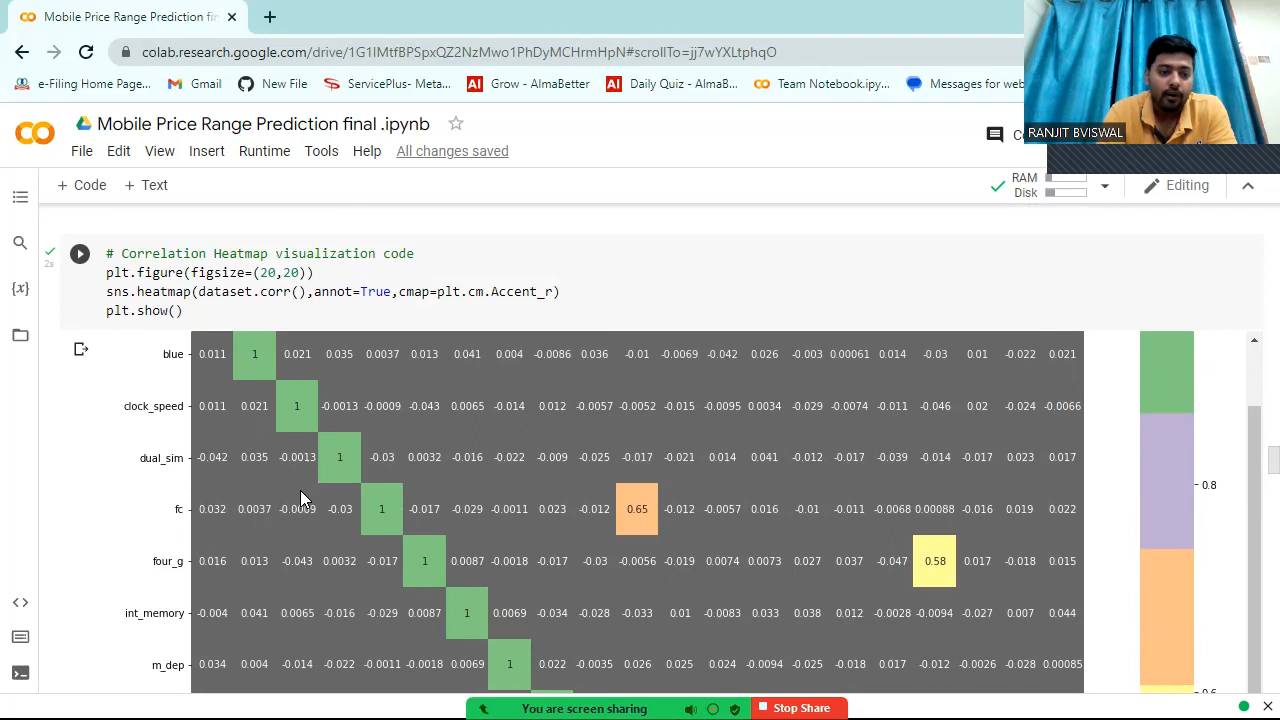 Mobile Price Range Prediction fin
colab.research.google.com/drive/1G1IMtfBPSpxQZ2NzMwo1PhDyMCHrmHpN#scrollTo=jj7wYXLtphqO
e-Filing Home Page... Gmail New File ServicePlus- Meta... Grow - AlmaBetter Daily Quiz - AlmaB... Team Notebook.ipy... Messages for web
RANJIT BVISWAL
Mobile Price Range Prediction final .ipynb
File Edit View Insert Runtime Tools Help All changes saved
+ Code + Text
RAM
Disk
Editing
2s
# Correlation Heatmap visualization code
plt.figure(figsize=(20,20))
sns.heatmap(dataset.corr(),annot=True,cmap=plt.cm.Accent_r)
plt.show()
blue 0.011 1 0.021 0.035 0.0037 0.013 0.041 0.004 -0.0086 0.036 -0.01 -0.0069 -0.042 0.026 -0.003 0.00061 0.014 -0.03 0.01 -0.022 0.021
clock_speed 0.011 0.021 1 -0.0013 -0.0009 -0.043 0.0065 -0.014 0.012 -0.0057 -0.0052 -0.015 -0.0095 0.0034 -0.029 -0.0074 -0.011 -0.046 0.02 -0.024 -0.0066
dual_sim -0.042 0.035 -0.0013 1 -0.03 0.0032 -0.016 -0.022 -0.009 -0.025 -0.017 -0.021 0.014 0.041 -0.012 -0.017 -0.039 -0.014 -0.017 0.023 0.017
fc 0.032 0.0037 -0.03 1 -0.017 -0.029 -0.0011 0.023 -0.012 0.65 -0.012 -0.0057 0.016 -0.01 -0.011 -0.0068 0.00088 -0.016 0.019 0.022
four_g 0.016 0.013 -0.043 0.0032 -0.017 1 0.0087 -0.0018 -0.017 -0.03 -0.0056 -0.019 0.0074 0.0073 0.027 0.037 -0.047 0.58 0.017 -0.018 0.015
int_memory -0.004 0.041 0.0065 -0.016 -0.029 0.0087 1 0.0069 -0.034 -0.028 -0.033 0.01 -0.0083 0.033 0.038 0.012 -0.0028 -0.0094 -0.027 0.007 0.044
m_dep 0.034 0.004 -0.014 -0.022 -0.0011 -0.0018 0.0069 1 0.022 -0.0035 0.026 0.025 0.024 -0.0094 -0.025 -0.018 0.017 -0.012 -0.0026 -0.028 0.00085
0.8
You are screen sharing Stop Share